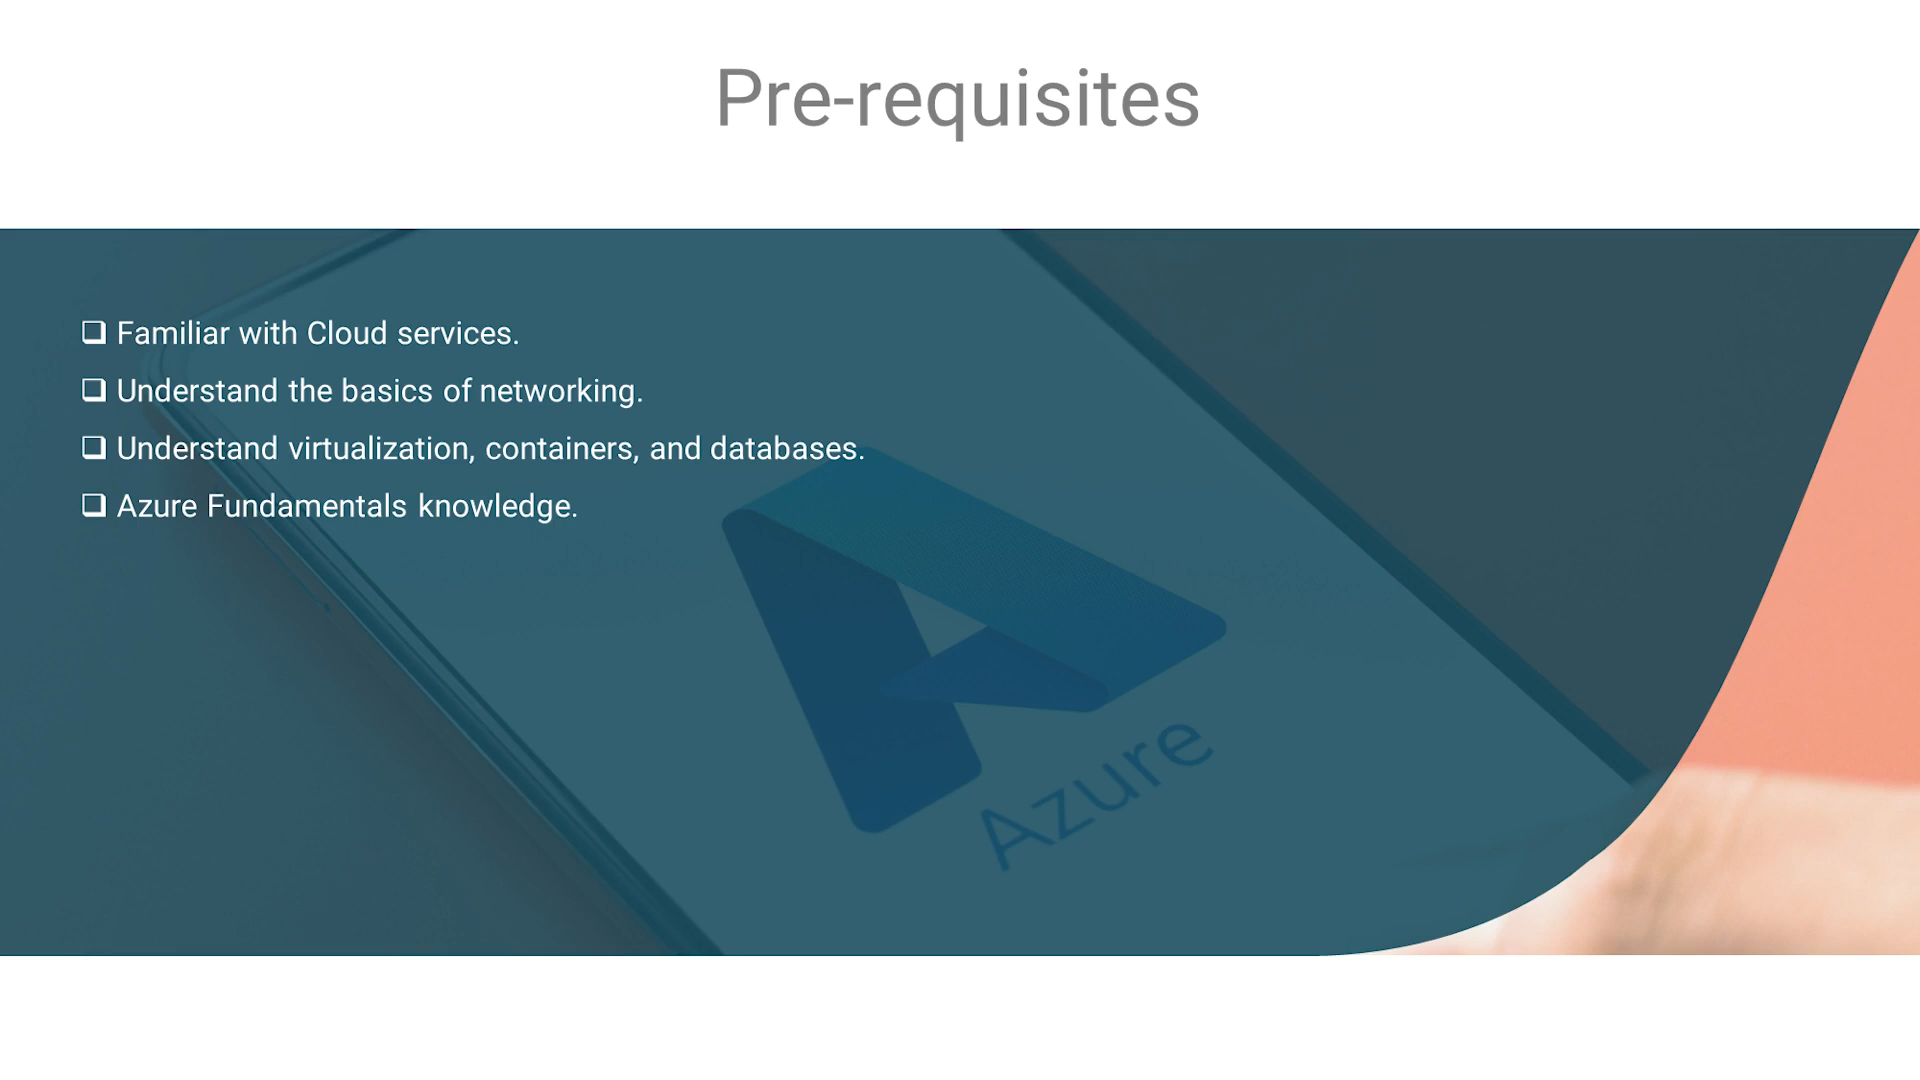 Pre-requisites
❑ Familiar with Cloud services.
❑ Understand the basics of networking.
❑ Understand virtualization, containers, and databases.
❑ Azure Fundamentals knowledge.
Azure